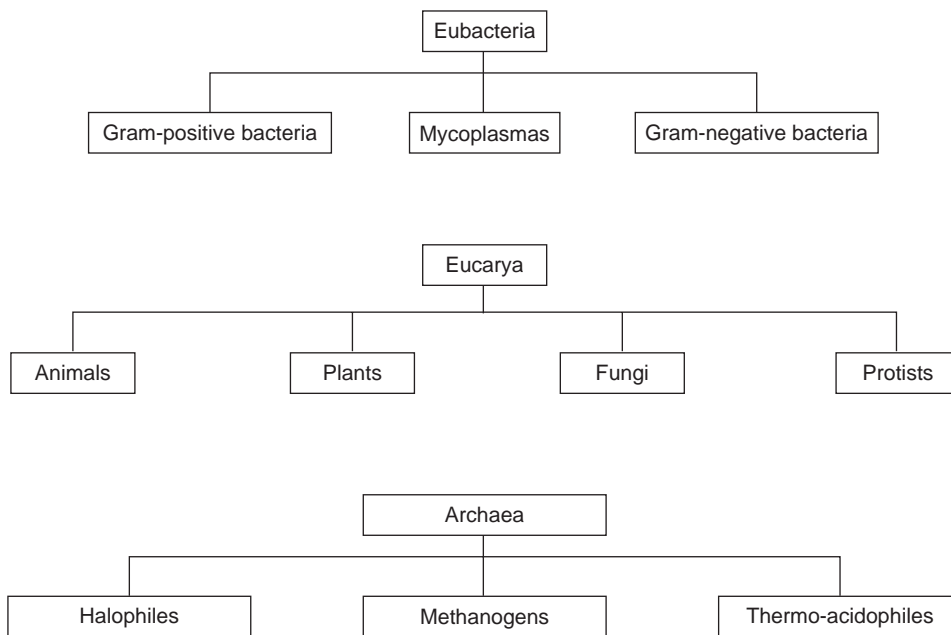 Eubacteria
Gram-positive bacteria
Mycoplasmas
Gram-negative bacteria
Eucarya
Animals
Plants
Fungi
Protists
Archaea
Halophiles
Methanogens
Thermo-acidophiles